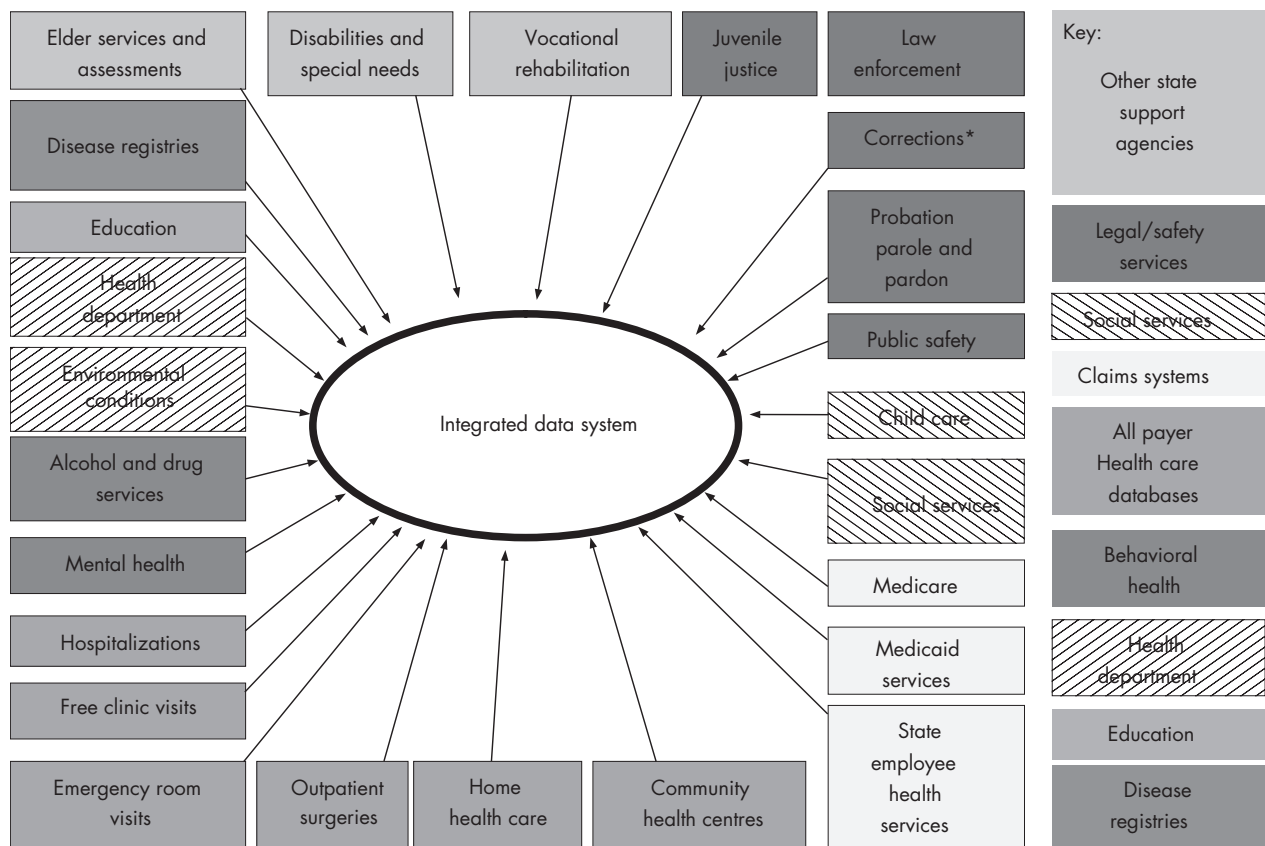 Elder services and
assessments
Disabilities and
special needs
Vocational
rehabilitation
Juvenile
justice
Law
enforcement
Disease registries
Education
Health
department
Environmental
conditions
Alcohol and drug
services
Mental health
Hospitalizations
Free clinic visits
Emergency room
visits
Outpatient
surgeries
Home
health care
Community
health centres
Integrated data system
Corrections*
Probation
parole and
pardon
Public safety
Child care
Social services
Medicare
Medicaid
services
State
employee
health
services
Key:
Other state
support
agencies
Legal/safety
services
Social services
Claims systems
All payer
Health care
databases
Behavioral
health
Health
department
Education
Disease
registries